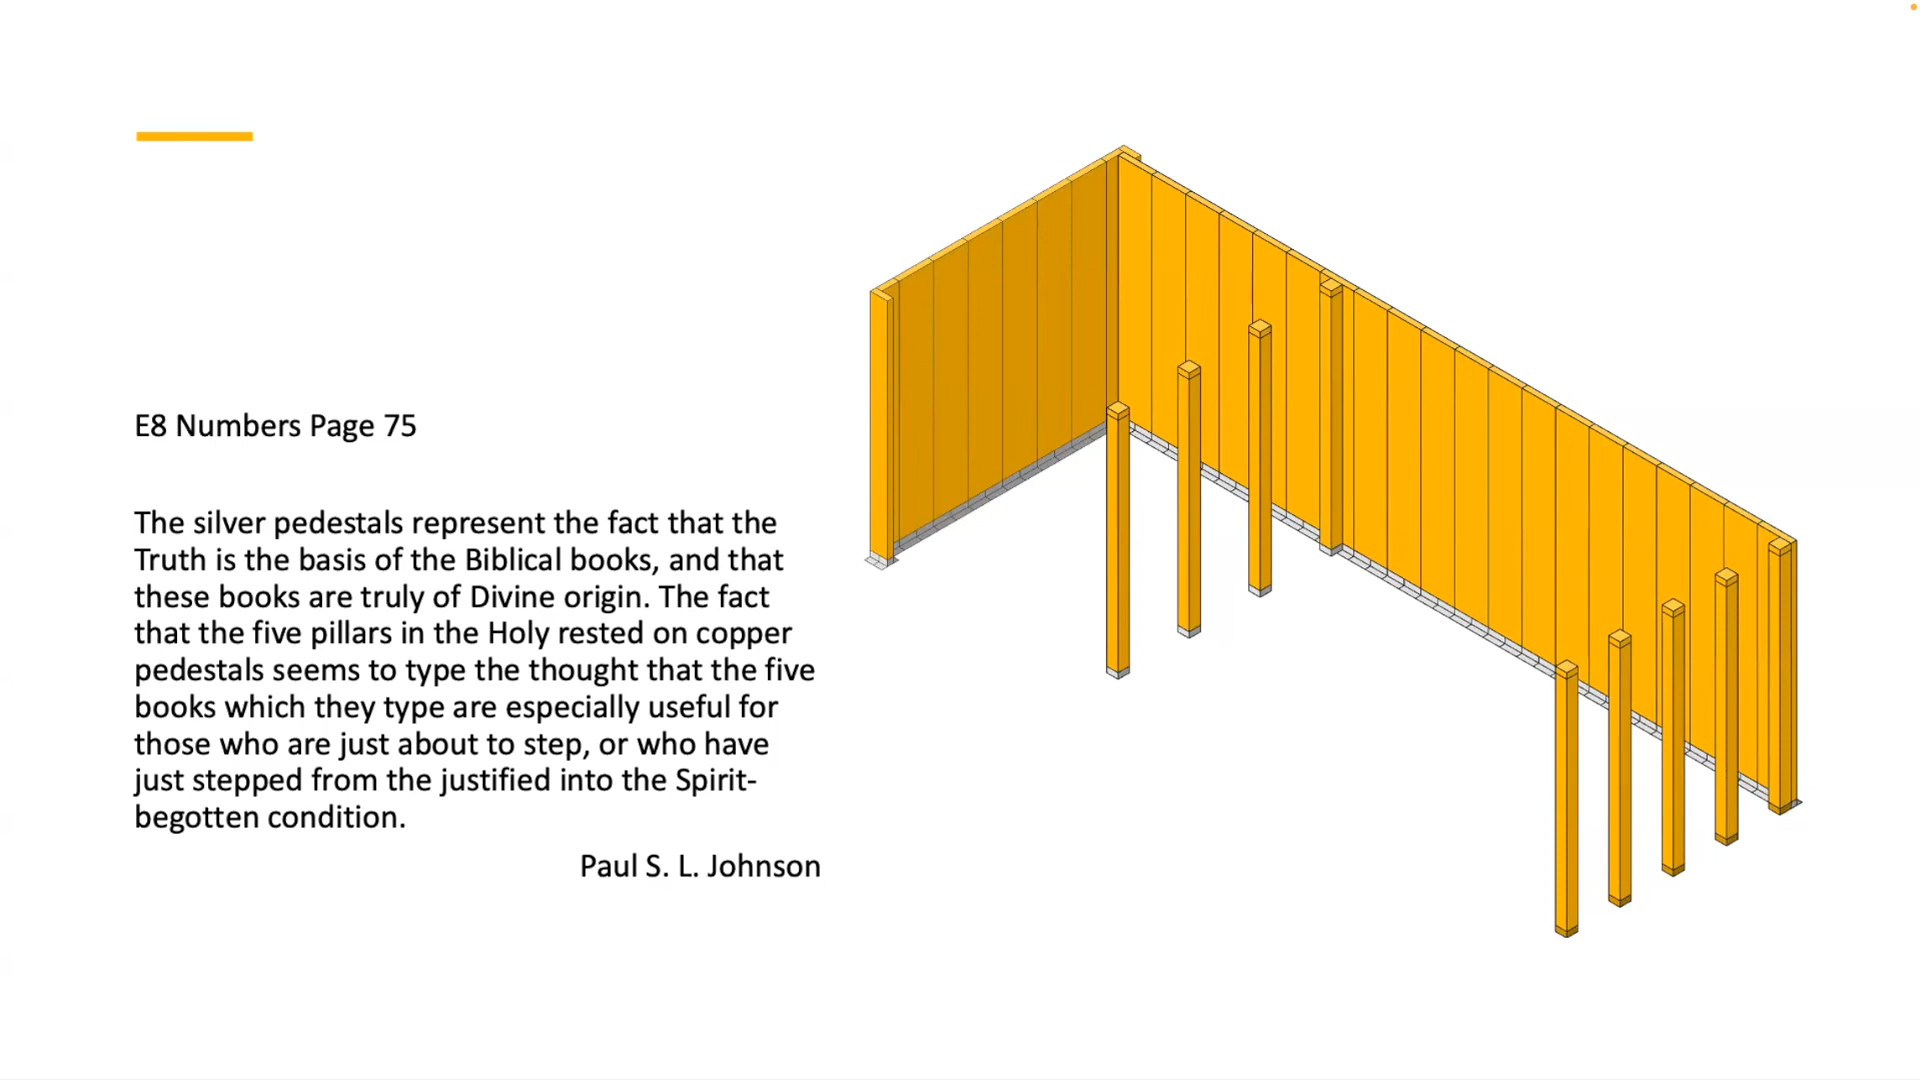 E8 Numbers Page 75
The silver pedestals represent the fact that the
Truth is the basis of the Biblical books, and that
these books are truly of Divine origin. The fact
that the five pillars in the Holy rested on copper
pedestals seems to type the thought that the five
books which they type are especially useful for
those who are just about to step, or who have
just stepped from the justified into the Spirit-
begotten condition.
Paul S. L. Johnson